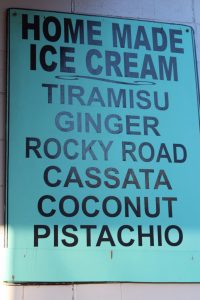 HOME MADE
ICE CREAM
TIRAMISU
GINGER
ROCKY ROAD
CASSATA
COCONUT
PISTACHIO